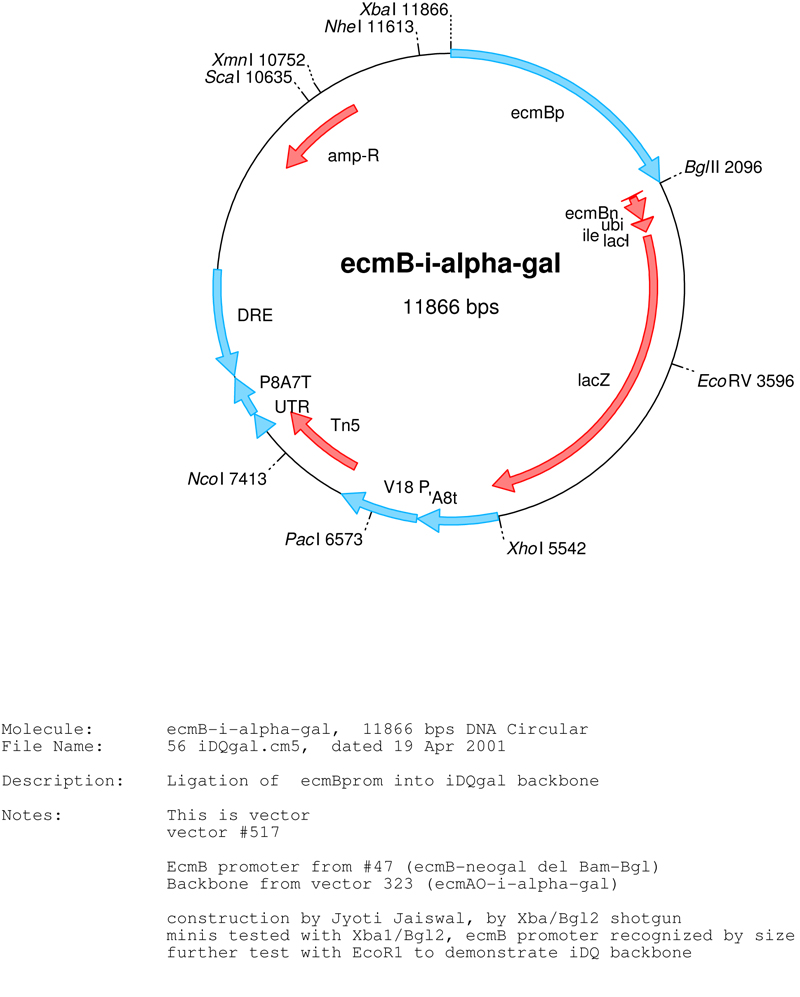 XbaI 11866
NheI 11613
XmnI 10752
ScaI 10635
ecmBp
amp-R
BglII 2096
ecmBn
ubi
ile lacI
ecmB-i-alpha-gal
11866 bps
DRE
P8A7T
UTR
Tn5
lacZ
EcoRV 3596
NcoI 7413
V18 P,
A8t
PacI 6573
XhoI 5542
Molecule: ecmB-i-alpha-gal, 11866 bps DNA Circular
File Name: 56 iDQgal.cm5, dated 19 Apr 2001
Description: Ligation of ecmBprom into iDQgal backbone
Notes: This is vector
vector #517
EcmB promoter from #47 (ecmB-neogal del Bam-Bgl)
Backbone from vector 323 (ecmAO-i-alpha-gal)
construction by Jyoti Jaiswal, by Xba/Bgl2 shotgun
minis tested with Xba1/Bgl2, ecmB promoter recognized by size
further test with EcoR1 to demonstrate iDQ backbone